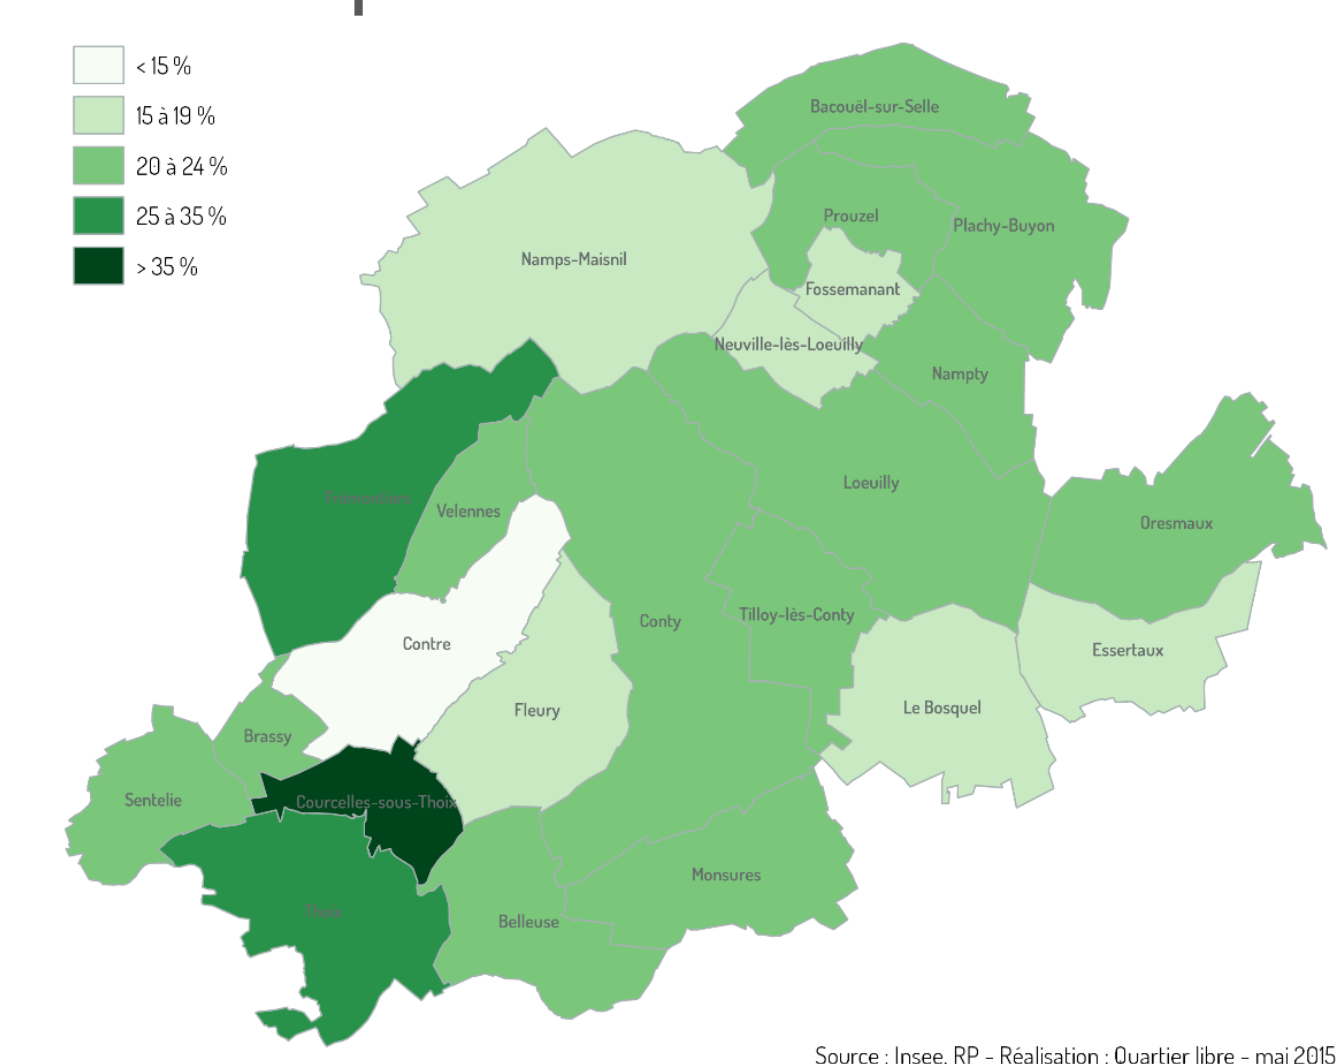 < 15 %
15 à 19 %
20 à 24 %
25 à 35 %
> 35 %
Bacouël-sur-Selle
Prouzel
Plachy-Buyon
Namps-Maisnil
Fossemanant
Neuville-lès-Loeuilly
Nampty
Loeuilly
Frémontiers
Velennes
Oresmaux
Tilloy-lès-Conty
Conty
Contre
Essertaux
Le Bosquel
Fleury
Brassy
Sentelie
Courcelles-sous-Thoix
Monsures
Thoix
Belleuse
Source : Insee, RP - Réalisation : Quartier libre - mai 2015